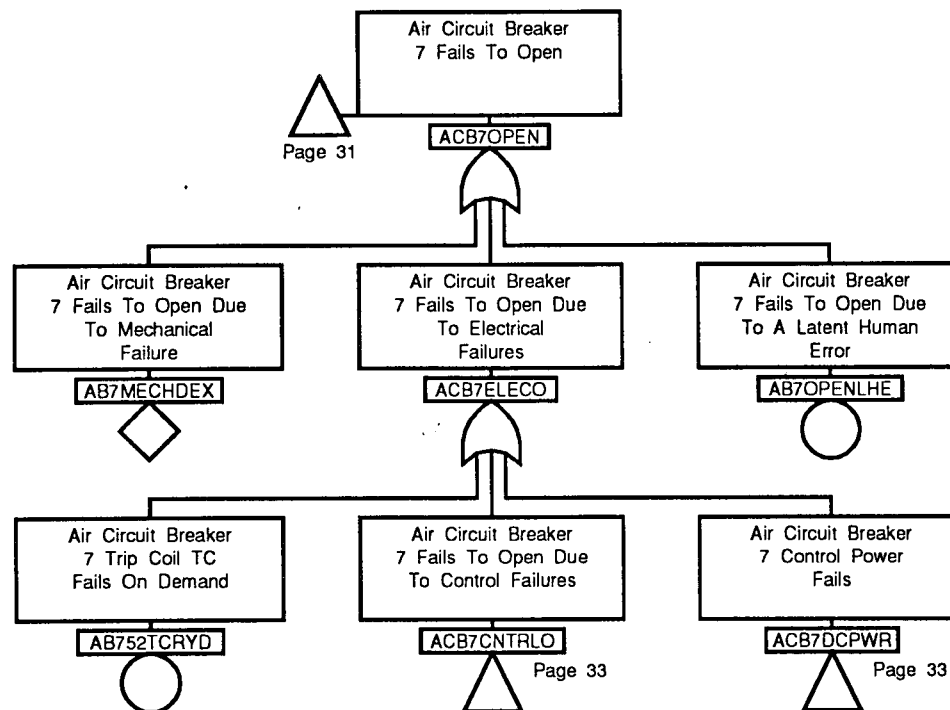 Air Circuit Breaker
7 Fails To Open
Page 31
ACB7OPEN
Air Circuit Breaker
7 Fails To Open Due
To Mechanical
Failure
AB7MECHDEX
Air Circuit Breaker
7 Fails To Open Due
To Electrical
Failures
ACB7ELECO
Air Circuit Breaker
7 Fails To Open Due
To A Latent Human
Error
AB7OPENLHE
Air Circuit Breaker
7 Trip Coil TC
Fails On Demand
AB752TCRYD
Air Circuit Breaker
7 Fails To Open Due
To Control Failures
ACB7CNTRLO
Page 33
Air Circuit Breaker
7 Control Power
Fails
ACB7DCPWR
Page 33